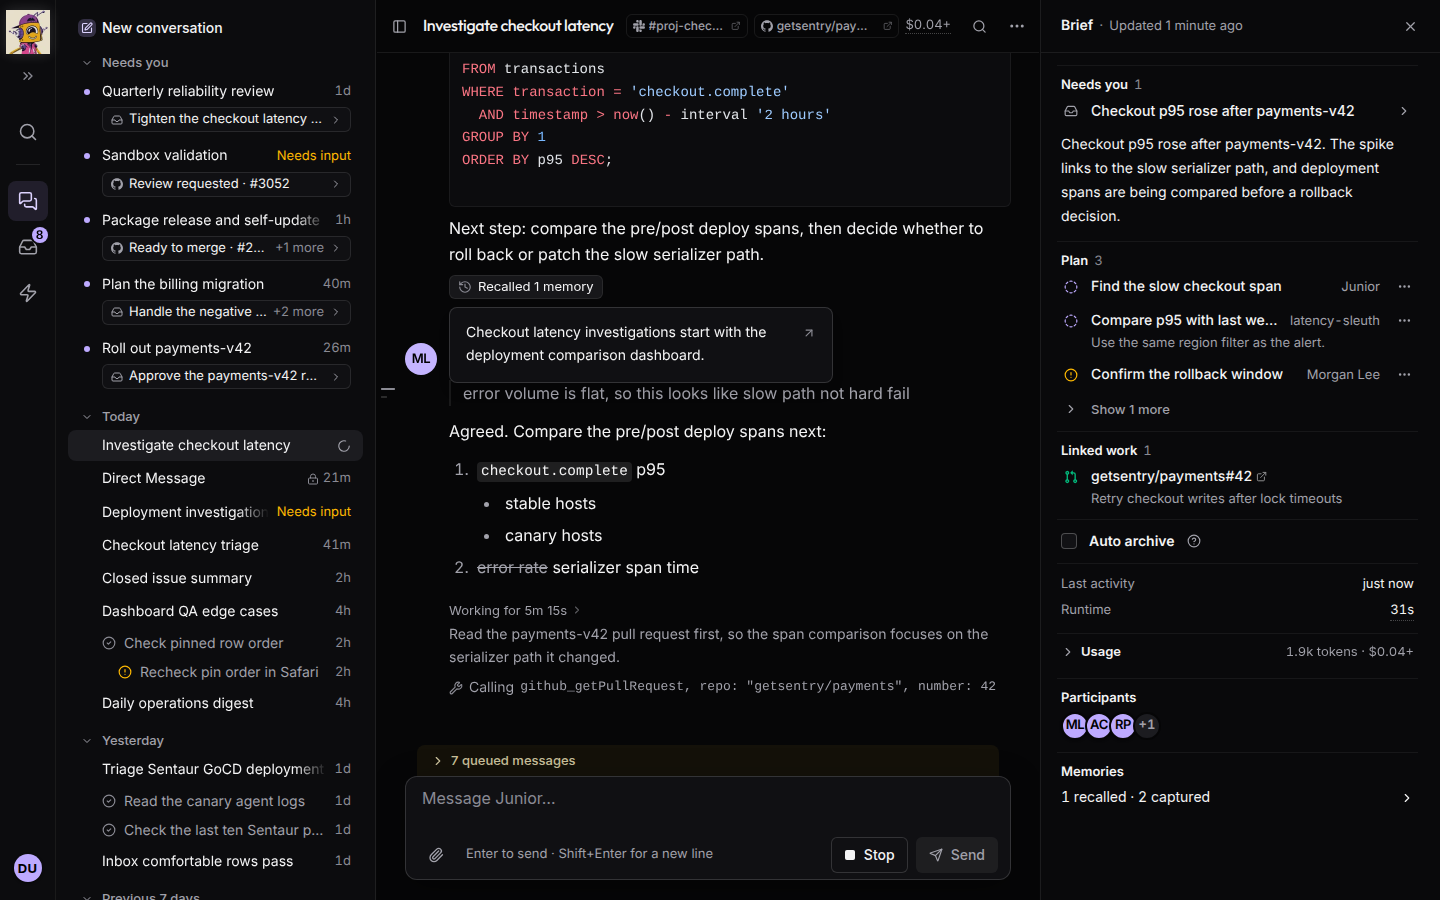 New conversation
Needs you
Quarterly reliability review 1d
Tighten the checkout latency ...
Sandbox validation Needs input
Review requested · #3052
Package release and self-update 1h
Ready to merge · #2... +1 more
Plan the billing migration 40m
Handle the negative ... +2 more
Roll out payments-v42 26m
Approve the payments-v42 r...
Today
Investigate checkout latency
Direct Message 21m
Deployment investigation Needs input
Checkout latency triage 41m
Closed issue summary 2h
Dashboard QA edge cases 4h
Check pinned row order 2h
Recheck pin order in Safari 2h
Daily operations digest 4h
Yesterday
Triage Sentaur GoCD deployment 1d
Read the canary agent logs 1d
Check the last ten Sentaur p... 1d
Inbox comfortable rows pass 1d
Previous 7 days
8
DU
Investigate checkout latency #proj-chec... getsentry/pay... $0.04+
FROM transactions
WHERE transaction = 'checkout.complete'
AND timestamp > now() - interval '2 hours'
GROUP BY 1
ORDER BY p95 DESC;
Next step: compare the pre/post deploy spans, then decide whether to
roll back or patch the slow serializer path.
Recalled 1 memory
Checkout latency investigations start with the
deployment comparison dashboard.
ML
error volume is flat, so this looks like slow path not hard fail
Agreed. Compare the pre/post deploy spans next:
1. checkout.complete p95
• stable hosts
• canary hosts
2. error rate serializer span time
Working for 5m 15s
Read the payments-v42 pull request first, so the span comparison focuses on the
serializer path it changed.
Calling github_getPullRequest, repo: "getsentry/payments", number: 42
7 queued messages
Message Junior...
Enter to send · Shift+Enter for a new line
Stop
Send
Brief · Updated 1 minute ago
Needs you 1
Checkout p95 rose after payments-v42
Checkout p95 rose after payments-v42. The spike
links to the slow serializer path, and deployment
spans are being compared before a rollback
decision.
Plan 3
Find the slow checkout span Junior
Compare p95 with last we... latency-sleuth
Use the same region filter as the alert.
Confirm the rollback window Morgan Lee
Show 1 more
Linked work 1
getsentry/payments#42
Retry checkout writes after lock timeouts
Auto archive
Last activity just now
Runtime 31s
Usage 1.9k tokens · $0.04+
Participants
ML AC RP +1
Memories
1 recalled · 2 captured